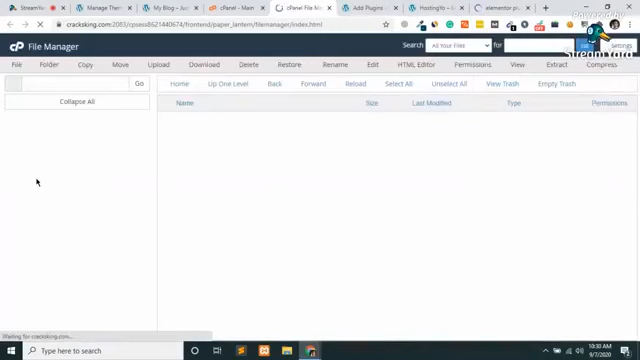 StreamYa
Manage Them
My Blog – Ju
cPanel - Main
cPanel File Ma
Add Plugins
HostingYo – I
elementor p
cracksking.com:2083/cpsess8621440674/frontend/paper_lantern/filemanager/index.html
cP File Manager
Search
All Your Files
for
Go
Settings
StreamYard
File
Folder
Copy
Move
Upload
Download
Delete
Restore
Rename
Edit
HTML Editor
Permissions
View
Extract
Compress
Go
Home
Up One Level
Back
Forward
Reload
Select All
Unselect All
View Trash
Empty Trash
Collapse All
Name
Size
Last Modified
Type
Permissions
Waiting for cracksking.com...
Type here to search
10:30 AM
9/7/2020